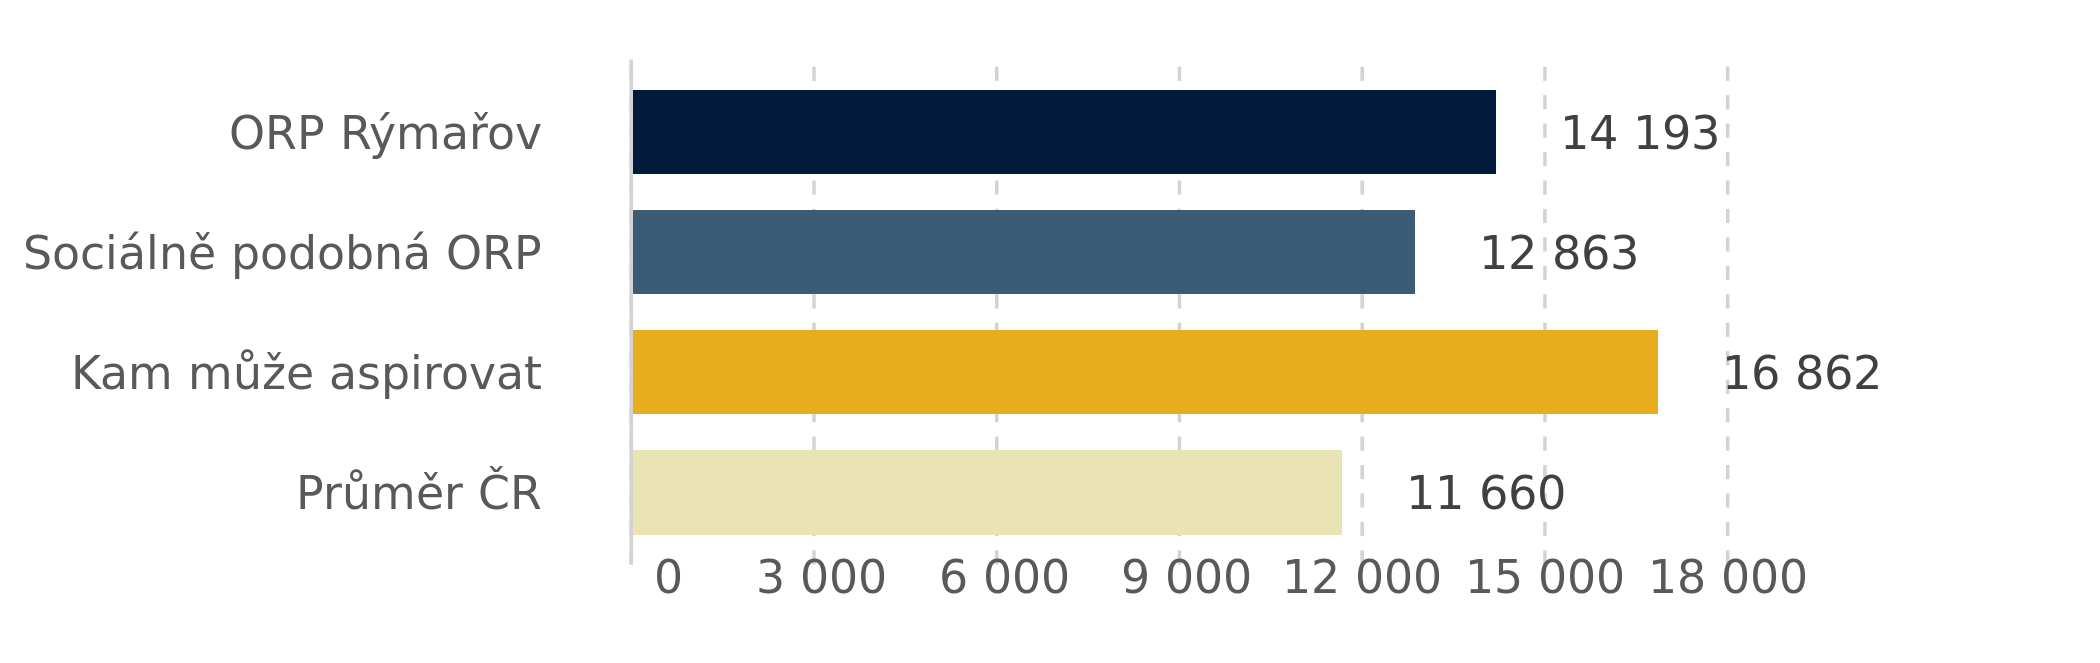 ORP Rýmařov 14 193
Sociálně podobná ORP 12 863
Kam může aspirovat 16 862
Průměr ČR 11 660
0 3 000 6 000 9 000 12 000 15 000 18 000